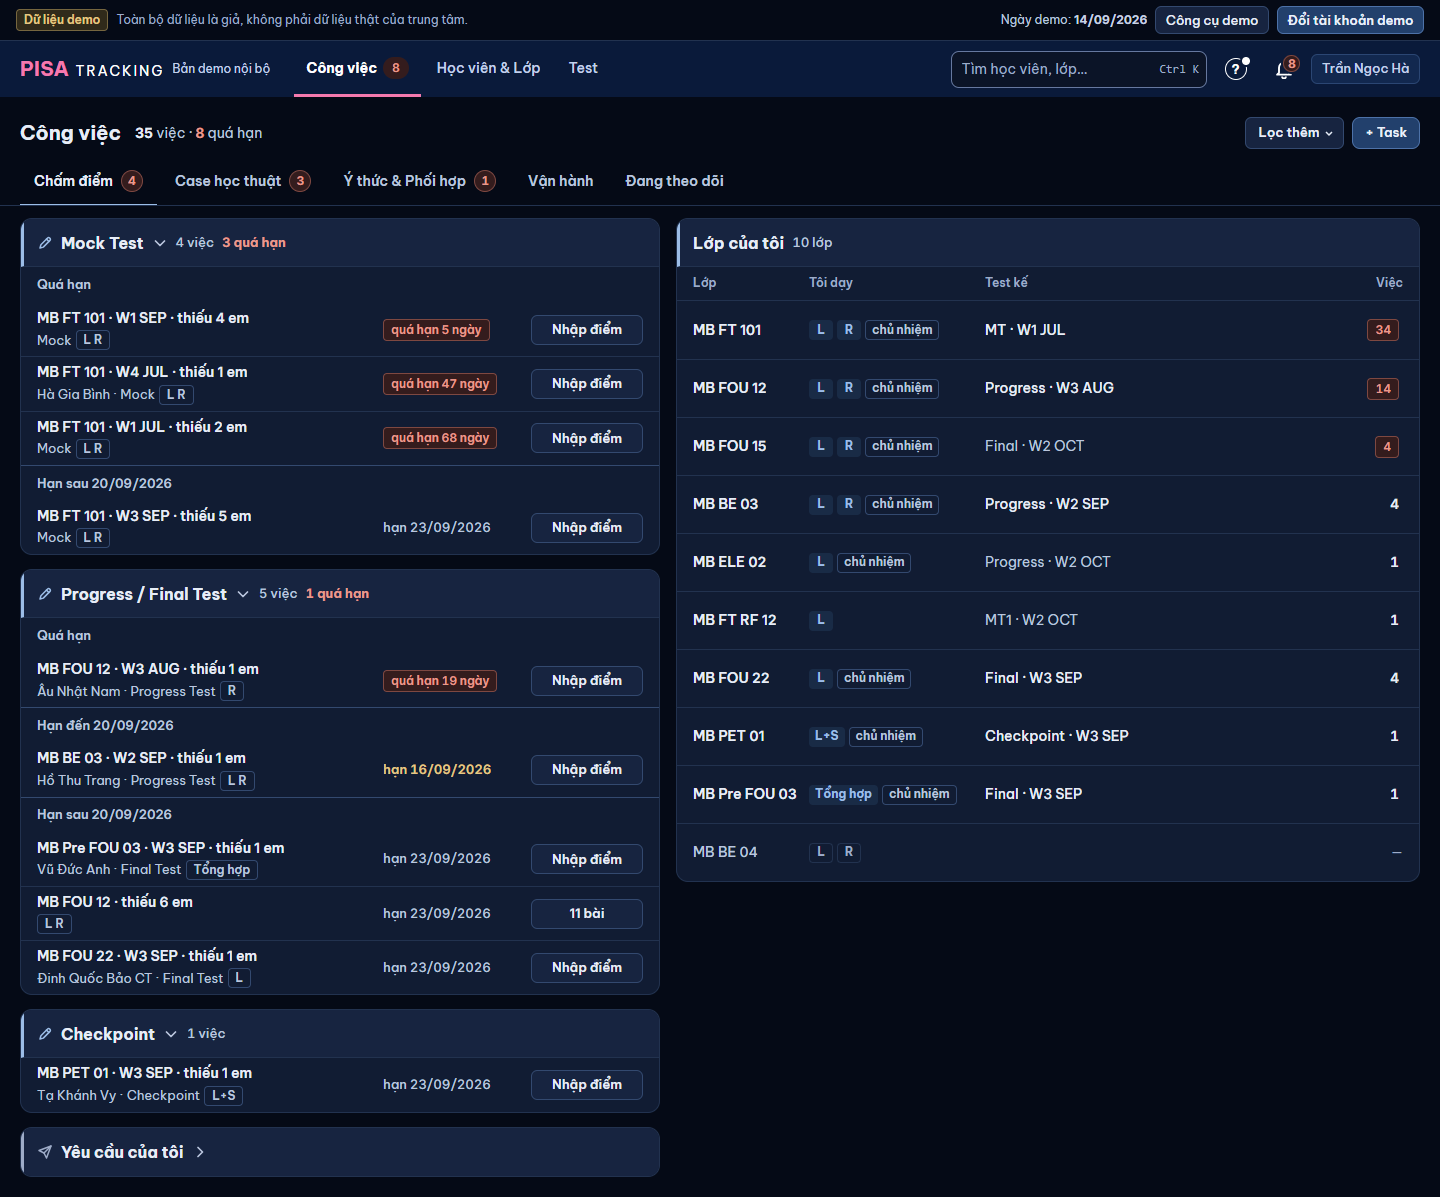 Dữ liệu demo Toàn bộ dữ liệu là giả, không phải dữ liệu thật của trung tâm. Ngày demo: 14/09/2026 Công cụ demo Đổi tài khoản demo
PISA TRACKING Bản demo nội bộ Công việc 8 Học viên & Lớp Test Tìm học viên, lớp... Ctrl K ? 8 Trần Ngọc Hà
Công việc 35 việc · 8 quá hạn Lọc thêm + Task
Chấm điểm 4 Case học thuật 3 Ý thức & Phối hợp 1 Vận hành Đang theo dõi
Mock Test 4 việc 3 quá hạn
Quá hạn
MB FT 101 · W1 SEP · thiếu 4 em
Mock L R
quá hạn 5 ngày Nhập điểm
MB FT 101 · W4 JUL · thiếu 1 em
Hà Gia Bình · Mock L R
quá hạn 47 ngày Nhập điểm
MB FT 101 · W1 JUL · thiếu 2 em
Mock L R
quá hạn 68 ngày Nhập điểm
Hạn sau 20/09/2026
MB FT 101 · W3 SEP · thiếu 5 em
Mock L R
hạn 23/09/2026 Nhập điểm
Progress / Final Test 5 việc 1 quá hạn
Quá hạn
MB FOU 12 · W3 AUG · thiếu 1 em
Âu Nhật Nam · Progress Test R
quá hạn 19 ngày Nhập điểm
Hạn đến 20/09/2026
MB BE 03 · W2 SEP · thiếu 1 em
Hồ Thu Trang · Progress Test L R
hạn 16/09/2026 Nhập điểm
Hạn sau 20/09/2026
MB Pre FOU 03 · W3 SEP · thiếu 1 em
Vũ Đức Anh · Final Test Tổng hợp
hạn 23/09/2026 Nhập điểm
MB FOU 12 · thiếu 6 em
L R
hạn 23/09/2026 11 bài
MB FOU 22 · W3 SEP · thiếu 1 em
Đinh Quốc Bảo CT · Final Test L
hạn 23/09/2026 Nhập điểm
Checkpoint 1 việc
MB PET 01 · W3 SEP · thiếu 1 em
Tạ Khánh Vy · Checkpoint L+S
hạn 23/09/2026 Nhập điểm
Yêu cầu của tôi
Lớp của tôi 10 lớp
Lớp Tôi dạy Test kế Việc
MB FT 101 L R chủ nhiệm MT · W1 JUL 34
MB FOU 12 L R chủ nhiệm Progress · W3 AUG 14
MB FOU 15 L R chủ nhiệm Final · W2 OCT 4
MB BE 03 L R chủ nhiệm Progress · W2 SEP 4
MB ELE 02 L chủ nhiệm Progress · W2 OCT 1
MB FT RF 12 L MT1 · W2 OCT 1
MB FOU 22 L chủ nhiệm Final · W3 SEP 4
MB PET 01 L+S chủ nhiệm Checkpoint · W3 SEP 1
MB Pre FOU 03 Tổng hợp chủ nhiệm Final · W3 SEP 1
MB BE 04 L R —